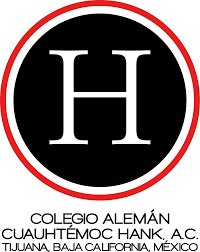 H
COLEGIO ALEMÁN
CUAUHTÉMOC HANK, A.C.
TIJUANA, BAJA CALIFORNIA, MÉXICO